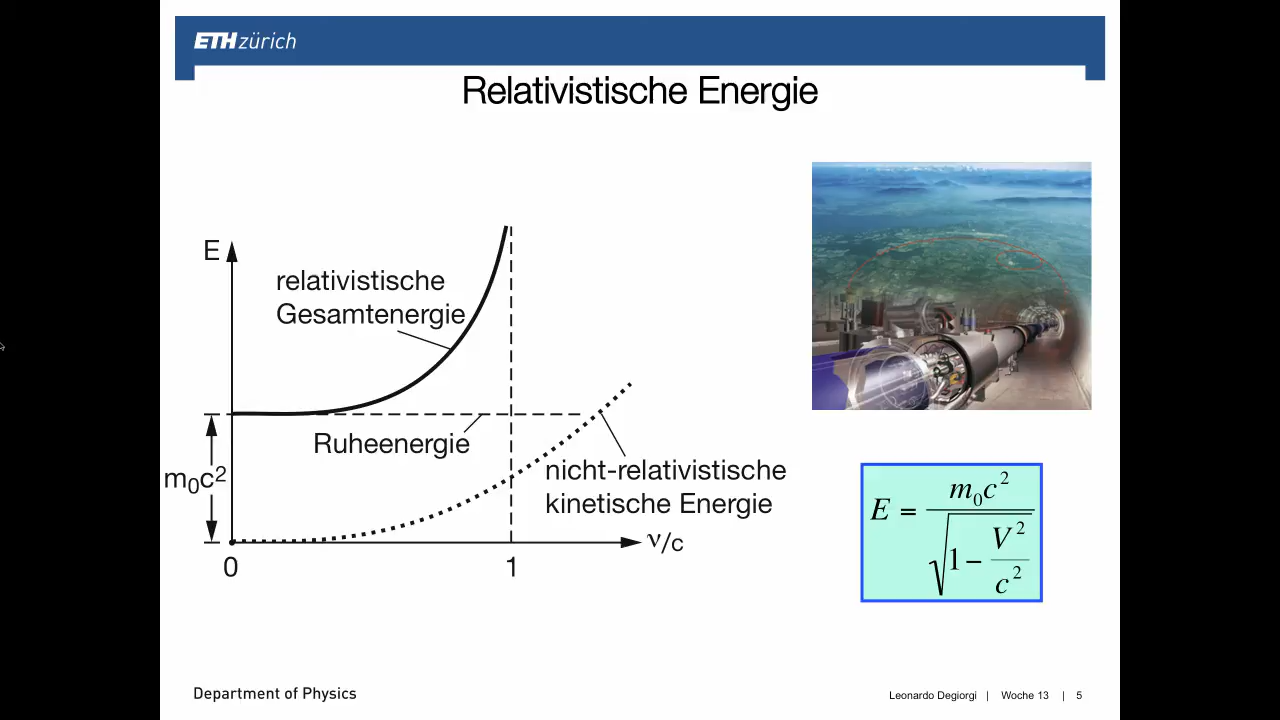 ETH zürich
Relativistische Energie
E
relativistische
Gesamtenergie
Ruheenergie
m₀c²
nicht-relativistische
kinetische Energie
ν/c
0
1
E = m₀c² / √(1 − V²/c²)
Department of Physics
Leonardo Degiorgi | Woche 13 | 5